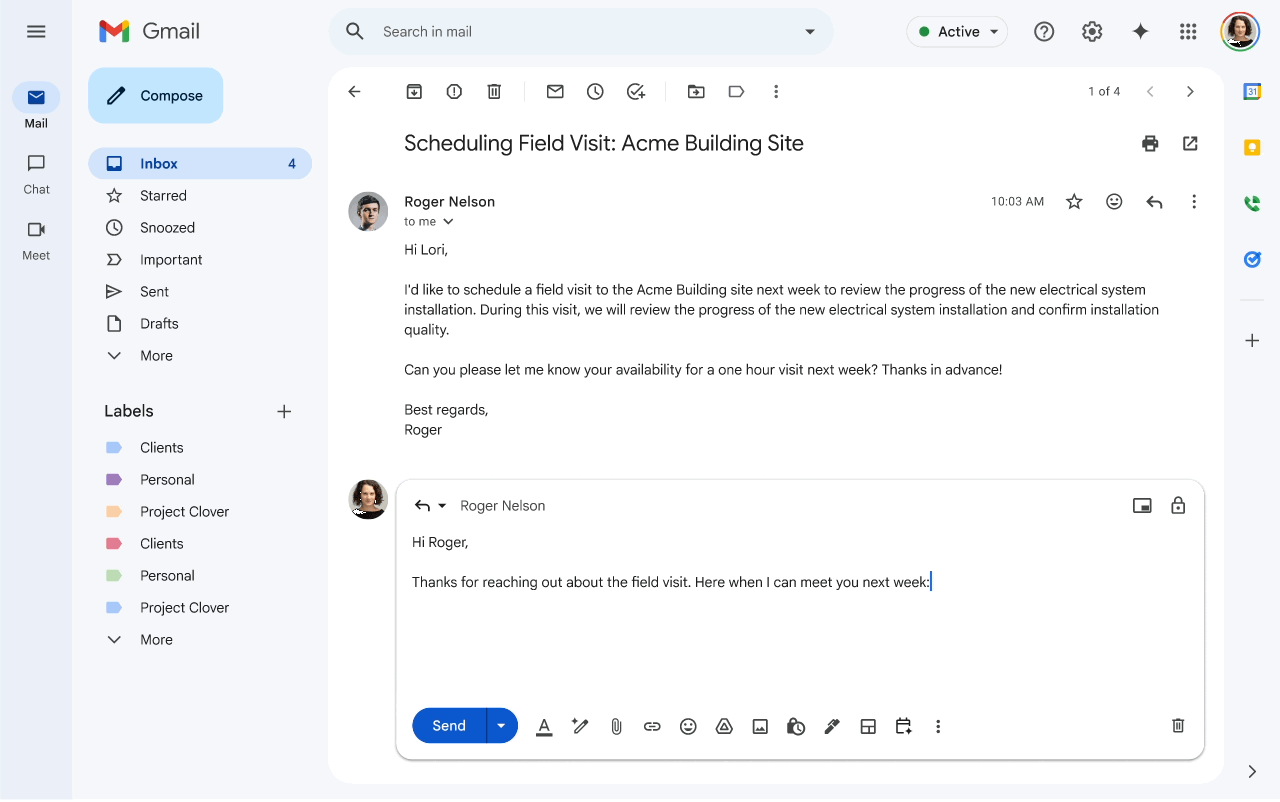 Gmail
Search in mail
Active
Compose
Mail
Chat
Meet
Inbox 4
Starred
Snoozed
Important
Sent
Drafts
More
Labels
Clients
Personal
Project Clover
Clients
Personal
Project Clover
More
1 of 4
Scheduling Field Visit: Acme Building Site
Roger Nelson
10:03 AM
to me
Hi Lori,
I'd like to schedule a field visit to the Acme Building site next week to review the progress of the new electrical system
installation. During this visit, we will review the progress of the new electrical system installation and confirm installation
quality.
Can you please let me know your availability for a one hour visit next week? Thanks in advance!
Best regards,
Roger
Roger Nelson
Hi Roger,
Thanks for reaching out about the field visit. Here when I can meet you next week:
Send
31